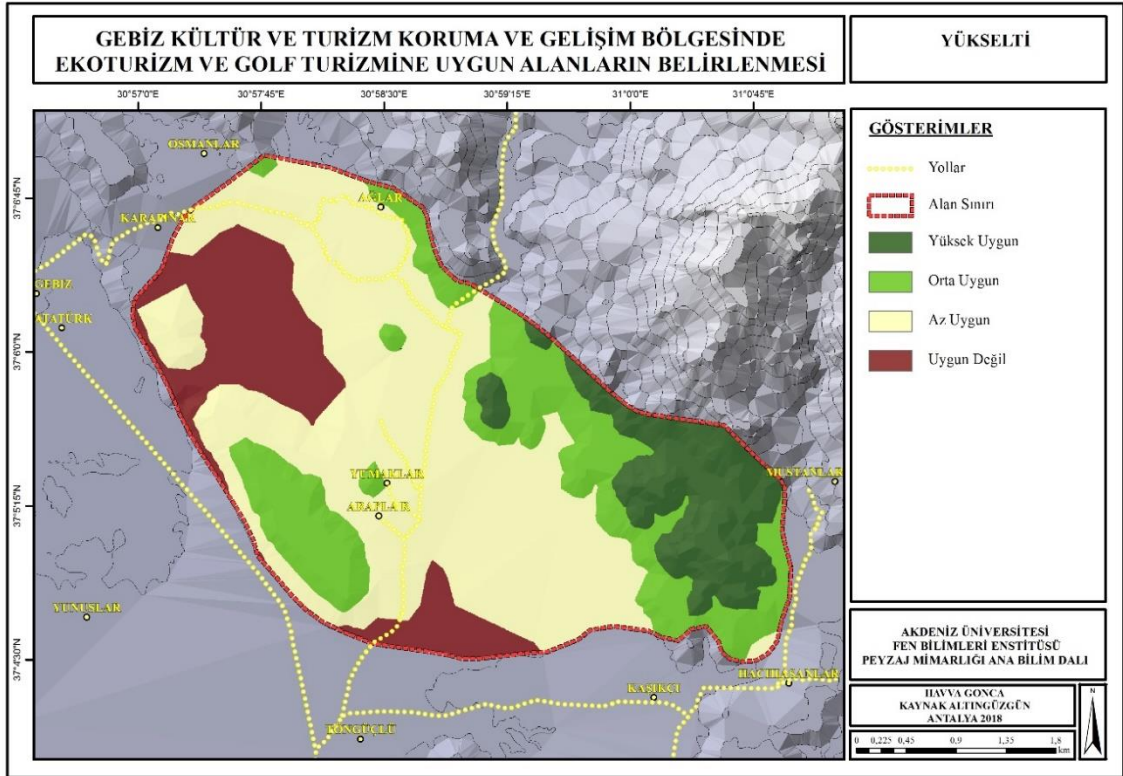 GEBİZ KÜLTÜR VE TURİZM KORUMA VE GELİŞİM BÖLGESİNDE
EKOTURİZM VE GOLF TURİZMİNE UYGUN ALANLARIN BELİRLENMESİ
YÜKSELTİ
30°57'0"E
30°57'45"E
30°58'30"E
30°59'15"E
31°0'0"E
31°0'45"E
37°6'45"N
37°6'0"N
37°5'15"N
37°4'30"N
OSMANLAR
AĞLAR
GEBİZ
ATATÜRK
YUMAKLAR
ARAPLAR
MUSTANLAR
YUNUSLAR
HACIHASANLAR
KAŞIKÇI
TONGÜÇLÜ
GÖSTERİMLER
Yollar
Alan Sınırı
Yüksek Uygun
Orta Uygun
Az Uygun
Uygun Değil
AKDENİZ ÜNİVERSİTESİ
FEN BİLİMLERİ ENSTİTÜSÜ
PEYZAJ MİMARLIĞI ANA BİLİM DALI
HAVVA GONCA
KAYNAK ALTINGÜZGÜN
ANTALYA 2018
N
0 0,225 0,45 0,9 1,35 1,8
km